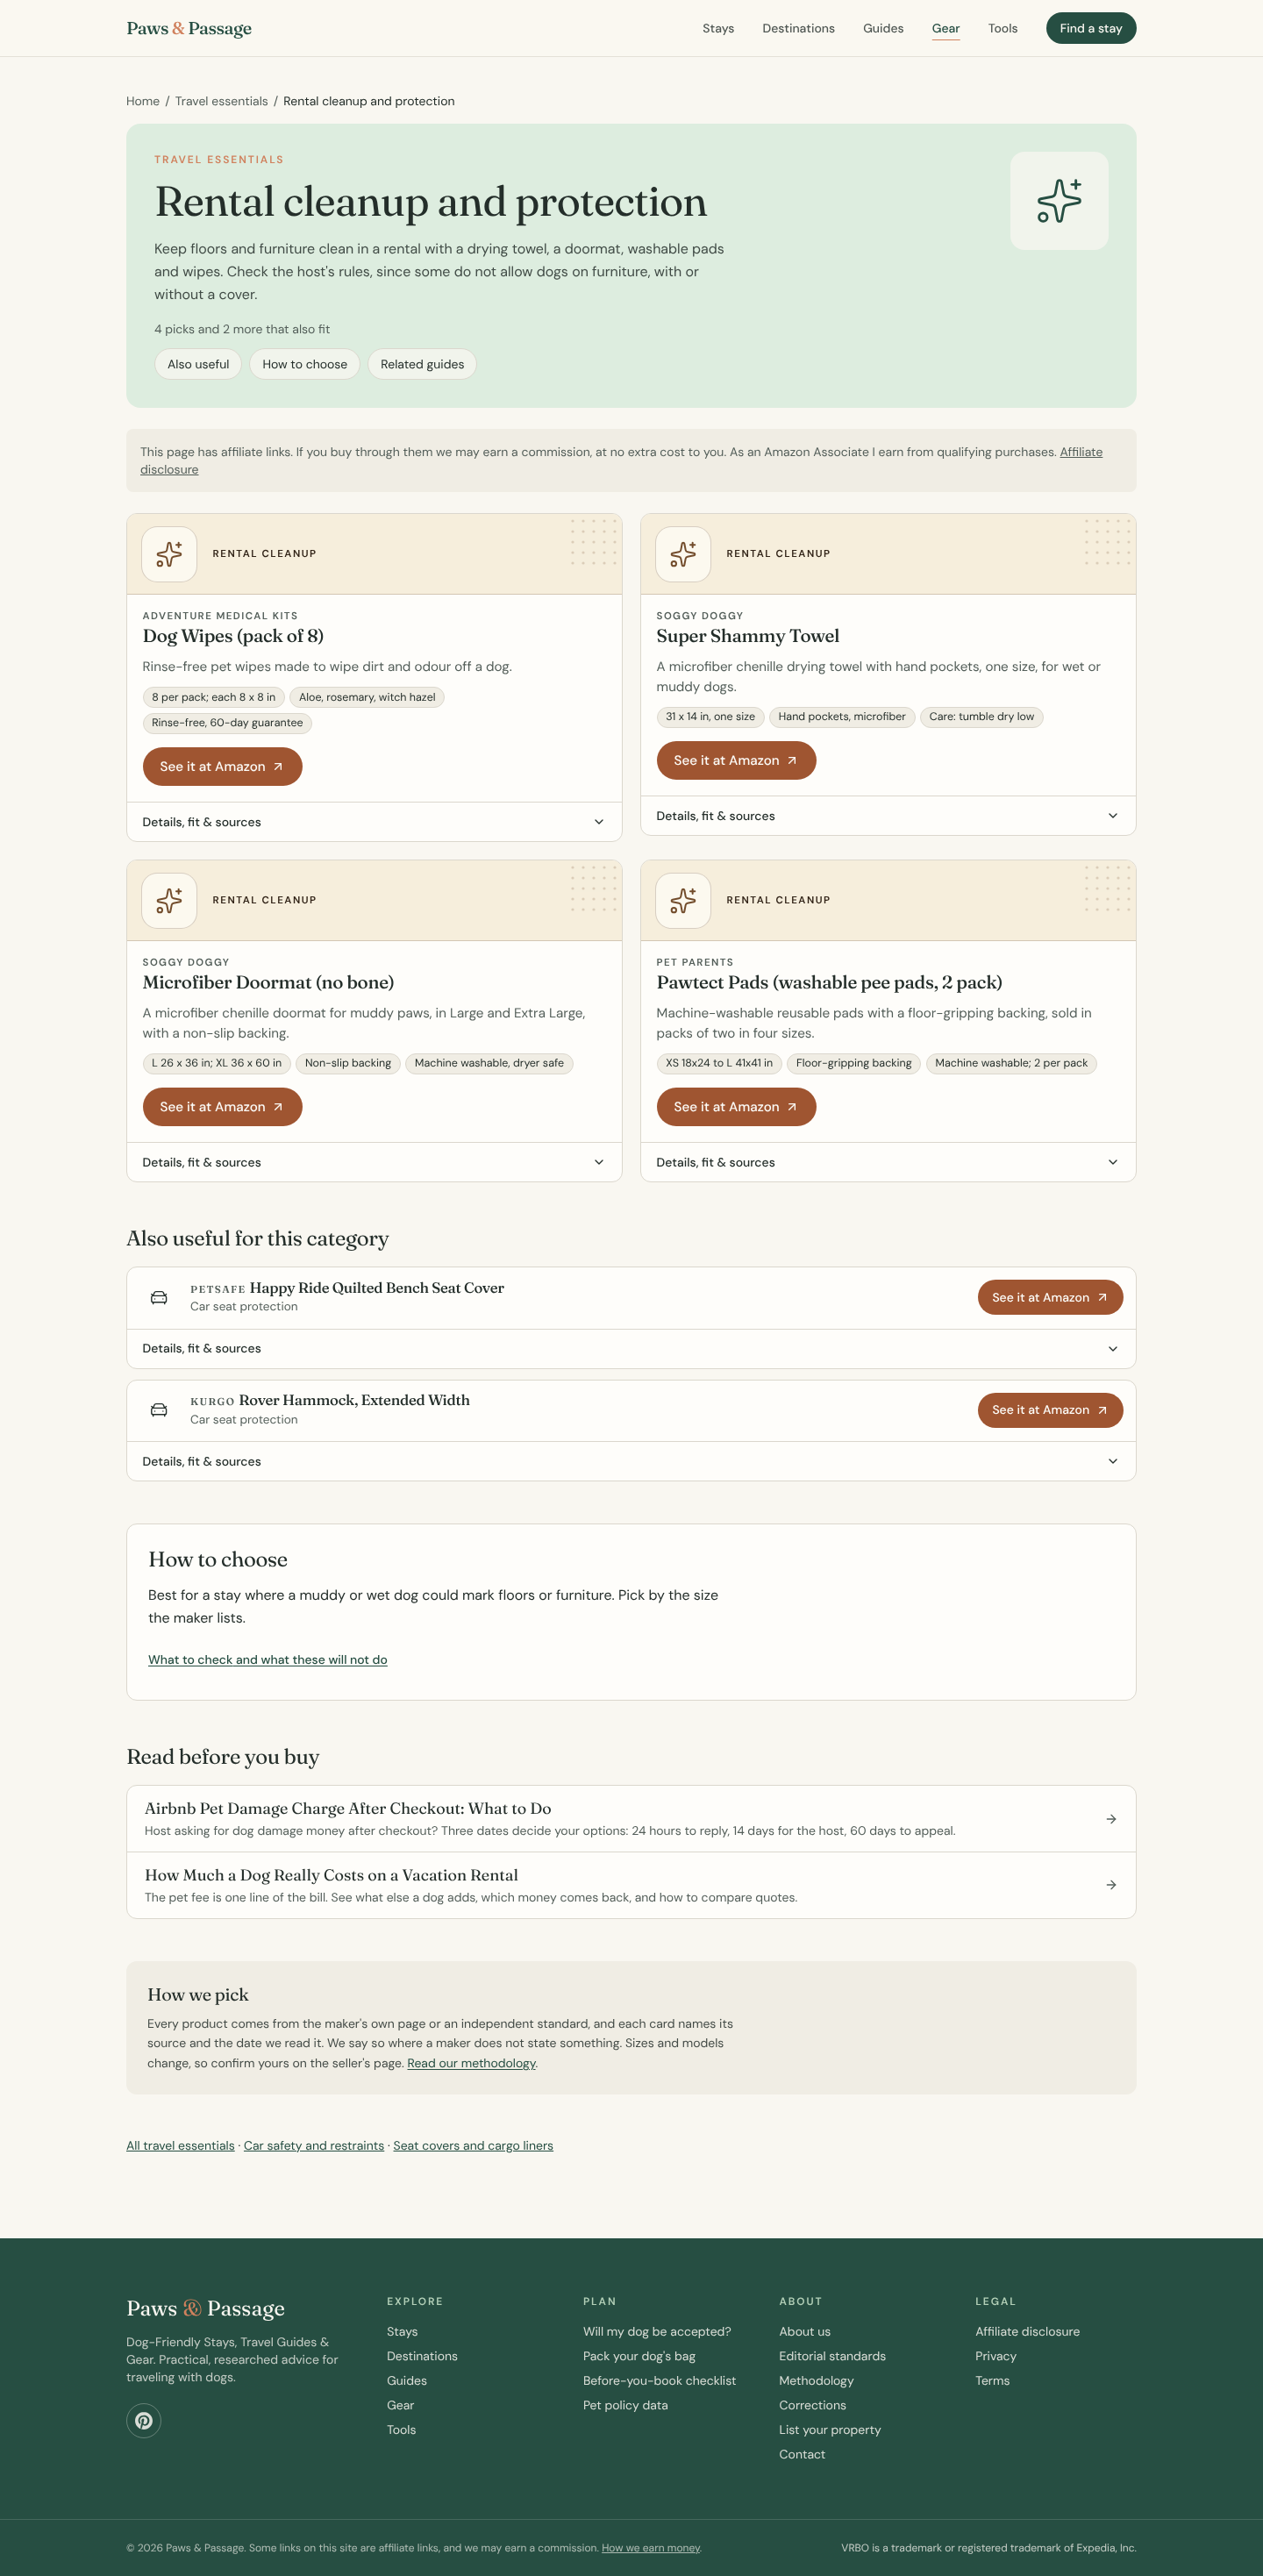 Paws & Passage
Stays
Destinations
Guides
Gear
Tools
Find a stay
Home / Travel essentials / Rental cleanup and protection
TRAVEL ESSENTIALS
Rental cleanup and protection
Keep floors and furniture clean in a rental with a drying towel, a doormat, washable pads
and wipes. Check the host's rules, since some do not allow dogs on furniture, with or
without a cover.
4 picks and 2 more that also fit
Also useful
How to choose
Related guides
This page has affiliate links. If you buy through them we may earn a commission, at no extra cost to you. As an Amazon Associate I earn from qualifying purchases. Affiliate
disclosure
RENTAL CLEANUP
ADVENTURE MEDICAL KITS
Dog Wipes (pack of 8)
Rinse-free pet wipes made to wipe dirt and odour off a dog.
8 per pack; each 8 x 8 in
Aloe, rosemary, witch hazel
Rinse-free, 60-day guarantee
See it at Amazon
Details, fit & sources
RENTAL CLEANUP
SOGGY DOGGY
Super Shammy Towel
A microfiber chenille drying towel with hand pockets, one size, for wet or
muddy dogs.
31 x 14 in, one size
Hand pockets, microfiber
Care: tumble dry low
See it at Amazon
Details, fit & sources
RENTAL CLEANUP
SOGGY DOGGY
Microfiber Doormat (no bone)
A microfiber chenille doormat for muddy paws, in Large and Extra Large,
with a non-slip backing.
L 26 x 36 in; XL 36 x 60 in
Non-slip backing
Machine washable, dryer safe
See it at Amazon
Details, fit & sources
RENTAL CLEANUP
PET PARENTS
Pawtect Pads (washable pee pads, 2 pack)
Machine-washable reusable pads with a floor-gripping backing, sold in
packs of two in four sizes.
XS 18x24 to L 41x41 in
Floor-gripping backing
Machine washable; 2 per pack
See it at Amazon
Details, fit & sources
Also useful for this category
PETSAFE Happy Ride Quilted Bench Seat Cover
Car seat protection
See it at Amazon
Details, fit & sources
KURGO Rover Hammock, Extended Width
Car seat protection
See it at Amazon
Details, fit & sources
How to choose
Best for a stay where a muddy or wet dog could mark floors or furniture. Pick by the size
the maker lists.
What to check and what these will not do
Read before you buy
Airbnb Pet Damage Charge After Checkout: What to Do
Host asking for dog damage money after checkout? Three dates decide your options: 24 hours to reply, 14 days for the host, 60 days to appeal.
How Much a Dog Really Costs on a Vacation Rental
The pet fee is one line of the bill. See what else a dog adds, which money comes back, and how to compare quotes.
How we pick
Every product comes from the maker's own page or an independent standard, and each card names its
source and the date we read it. We say so where a maker does not state something. Sizes and models
change, so confirm yours on the seller's page. Read our methodology.
All travel essentials · Car safety and restraints · Seat covers and cargo liners
Paws & Passage
Dog-Friendly Stays, Travel Guides &
Gear. Practical, researched advice for
traveling with dogs.
EXPLORE
Stays
Destinations
Guides
Gear
Tools
PLAN
Will my dog be accepted?
Pack your dog's bag
Before-you-book checklist
Pet policy data
ABOUT
About us
Editorial standards
Methodology
Corrections
List your property
Contact
LEGAL
Affiliate disclosure
Privacy
Terms
© 2026 Paws & Passage. Some links on this site are affiliate links, and we may earn a commission. How we earn money.
VRBO is a trademark or registered trademark of Expedia, Inc.